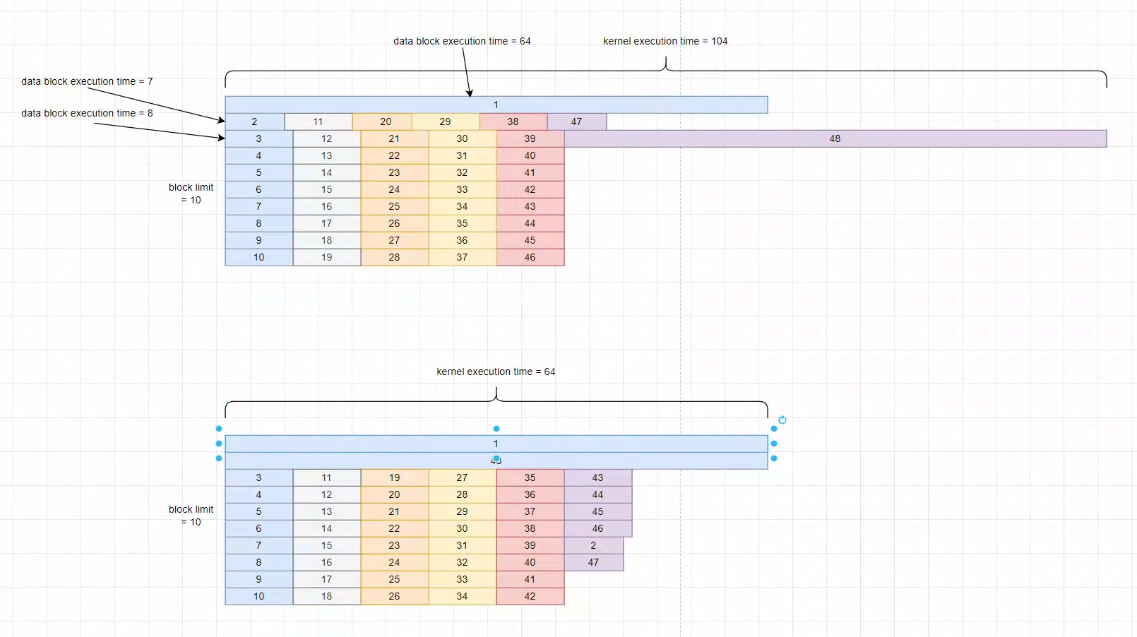 data block execution time = 64
kernel execution time = 104
data block execution time = 7
data block execution time = 8
1
2 11 20 29 38 47
3 12 21 30 39 48
4 13 22 31 40
5 14 23 32 41
block limit
= 10
6 15 24 33 42
7 16 25 34 43
8 17 26 35 44
9 18 27 36 45
10 19 28 37 46
kernel execution time = 64
1
3 11 19 27 35 43
4 12 20 28 36 44
5 13 21 29 37 45
block limit
= 10
6 14 22 30 38 46
7 15 23 31 39 2
8 16 24 32 40 47
9 17 25 33 41
10 18 26 34 42